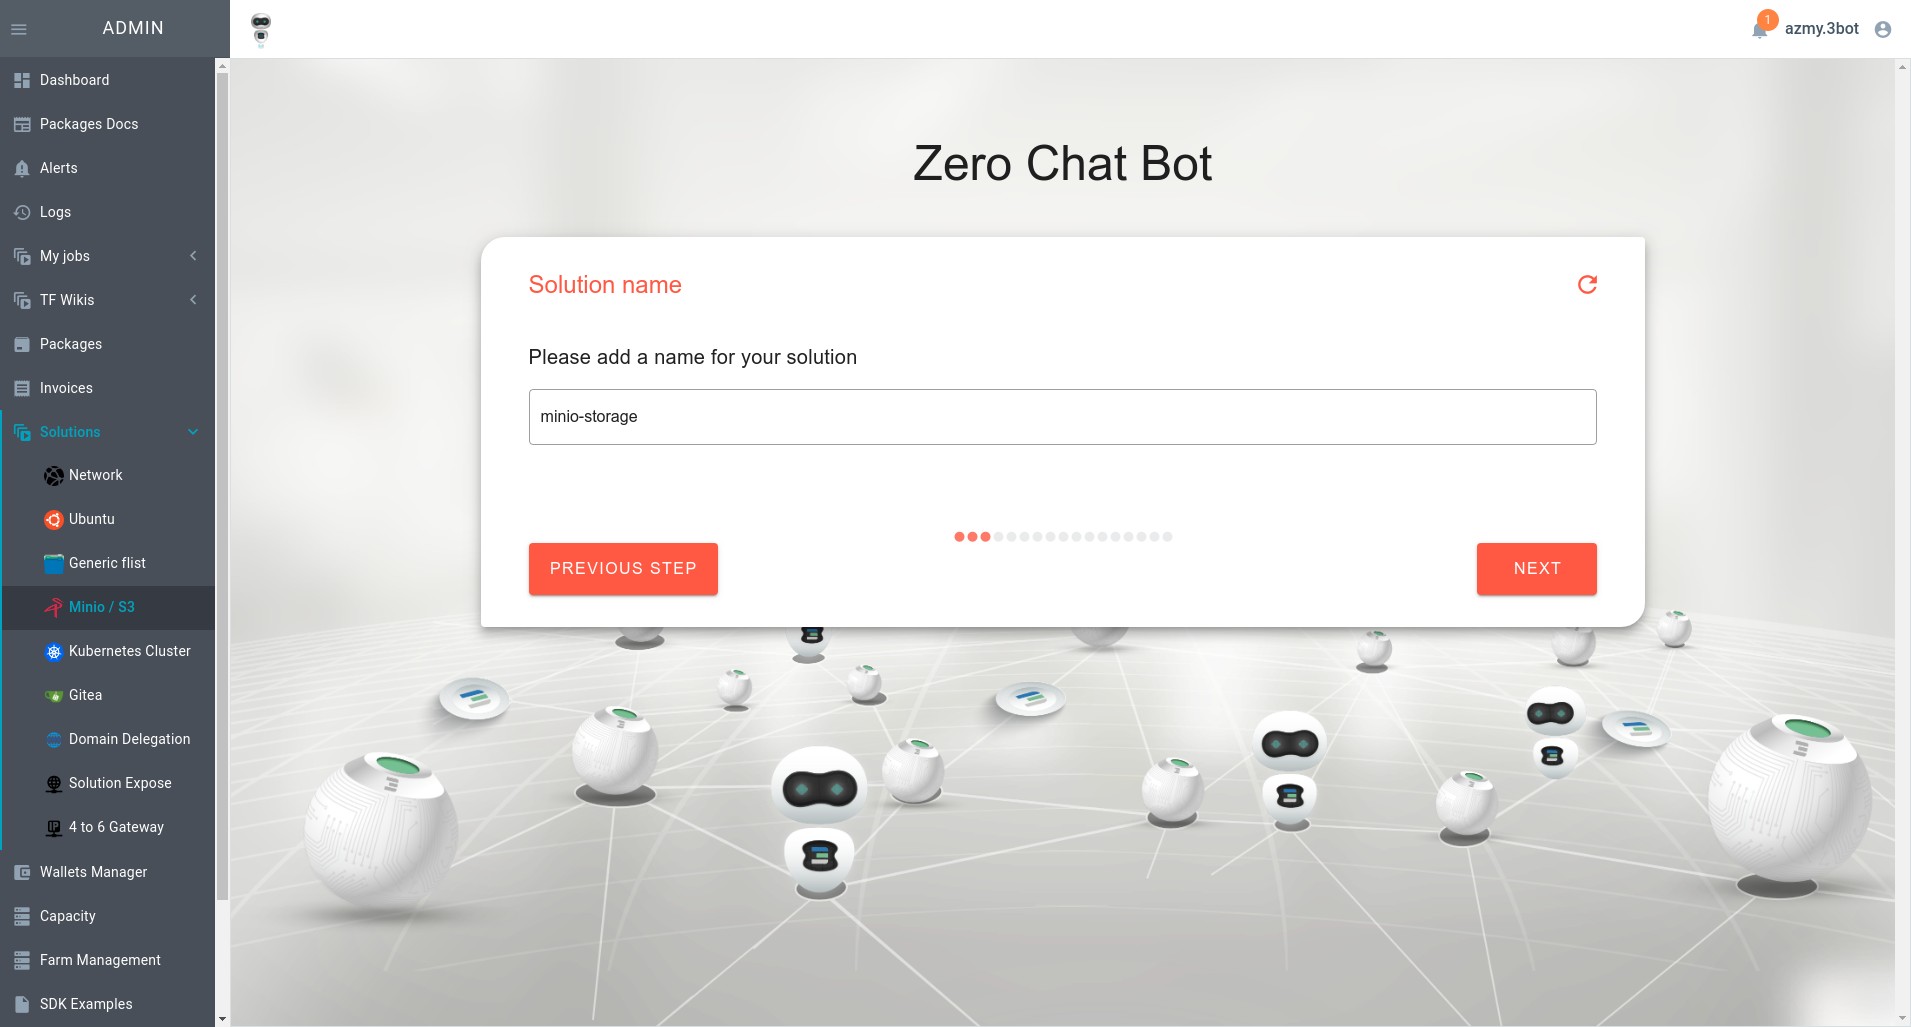 ADMIN
1
azmy.3bot
Dashboard
Packages Docs
Alerts
Logs
My jobs
TF Wikis
Packages
Invoices
Solutions
Network
Ubuntu
Generic flist
Minio / S3
Kubernetes Cluster
Gitea
Domain Delegation
Solution Expose
4 to 6 Gateway
Wallets Manager
Capacity
Farm Management
SDK Examples
Zero Chat Bot
Solution name
Please add a name for your solution
minio-storage
PREVIOUS STEP
NEXT